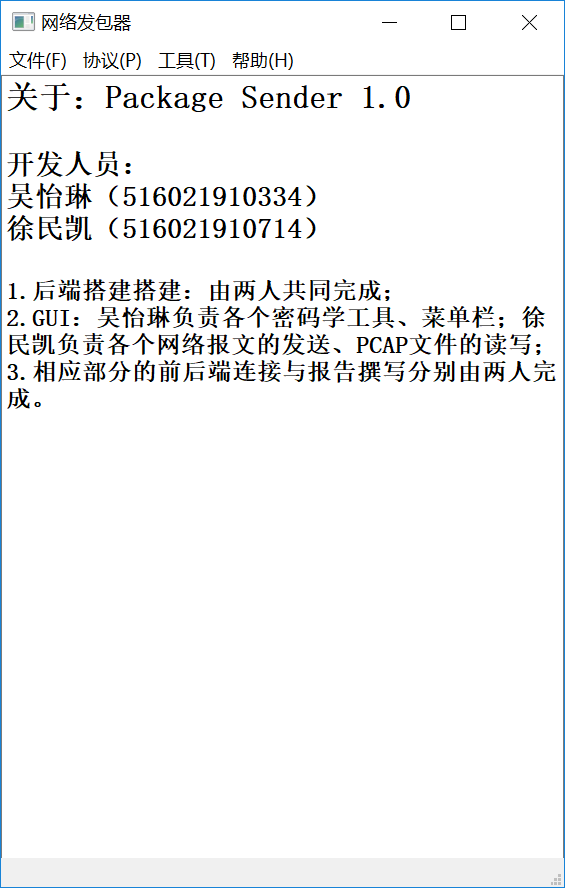 网络发包器
文件(F) 协议(P) 工具(T) 帮助(H)
关于：Package Sender 1.0
开发人员：
吴怡琳（516021910334）
徐民凯（516021910714）
1.后端搭建搭建：由两人共同完成；
2.GUI：吴怡琳负责各个密码学工具、菜单栏；徐
民凯负责各个网络报文的发送、PCAP文件的读写；
3.相应部分的前后端连接与报告撰写分别由两人完
成。